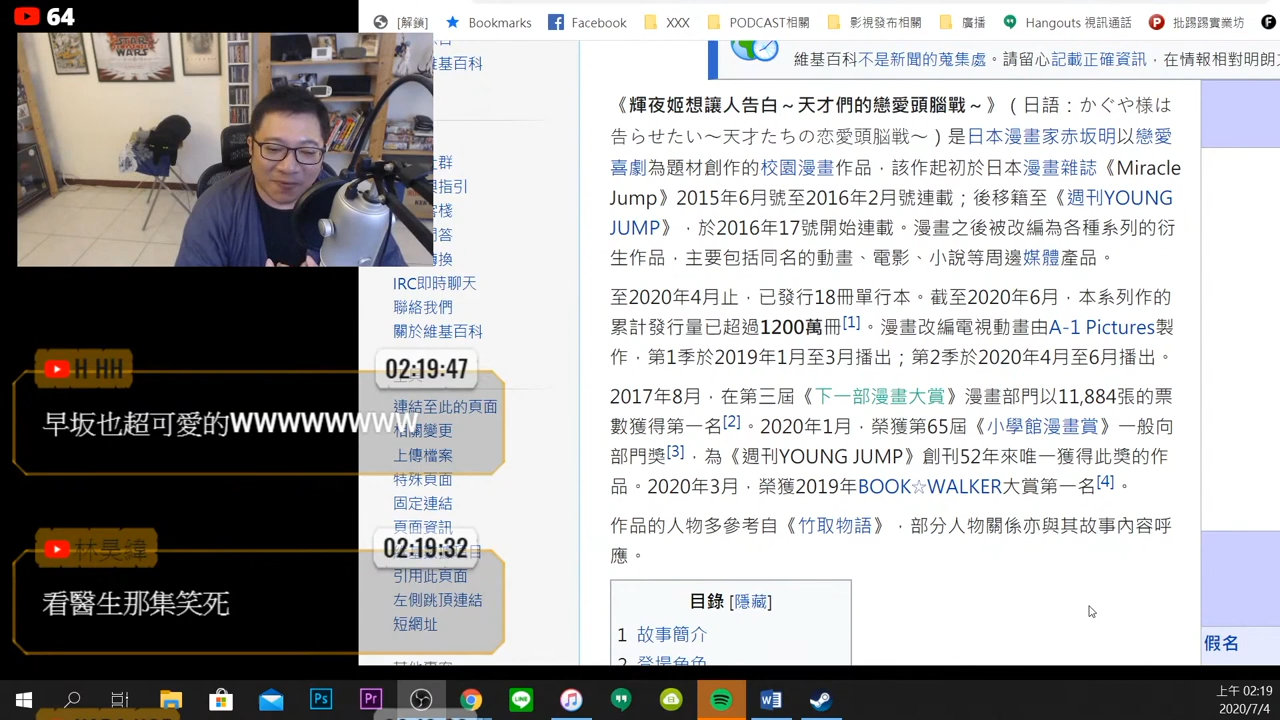 64
[解鎖]
Bookmarks
Facebook
XXX
PODCAST相關
影視發布相關
廣播
Hangouts 視訊通話
批踢踢實業坊
維基百科不是新聞的蒐集處。請留心記載正確資訊，在情報相對明朗
維基百科
《輝夜姬想讓人告白～天才們的戀愛頭腦戰～》（日語：かぐや様は
告らせたい～天才たちの恋愛頭脳戦～）是日本漫畫家赤坂明以戀愛
喜劇為題材創作的校園漫畫作品，該作起初於日本漫畫雜誌《Miracle
Jump》2015年6月號至2016年2月號連載；後移籍至《週刊YOUNG
JUMP》，於2016年17號開始連載。漫畫之後被改編為各種系列的衍
生作品，主要包括同名的動畫、電影、小說等周邊媒體產品。
至2020年4月止，已發行18冊單行本。截至2020年6月，本系列作的
累計發行量已超過1200萬冊[1]。漫畫改編電視動畫由A-1 Pictures製
作，第1季於2019年1月至3月播出；第2季於2020年4月至6月播出。
2017年8月，在第三屆《下一部漫畫大賞》漫畫部門以11,884張的票
數獲得第一名[2]。2020年1月，榮獲第65屆《小學館漫畫賞》一般向
部門獎[3]，為《週刊YOUNG JUMP》創刊52年來唯一獲得此獎的作
品。2020年3月，榮獲2019年BOOK☆WALKER大賞第一名[4]。
作品的人物多參考自《竹取物語》，部分人物關係亦與其故事內容呼
應。
目錄 [隱藏]
1 故事簡介
2 登場角色
假名
IRC即時聊天
聯絡我們
關於維基百科
H HH
02:19:47
早坂也超可愛的wwwwwwww
連結至此的頁面
相關變更
上傳檔案
特殊頁面
固定連結
頁面資訊
林昊緯
02:19:32
看醫生那集笑死
引用此頁面
左側跳頂連結
短網址
其他專案
STAR WARS
上午 02:19
2020/7/4